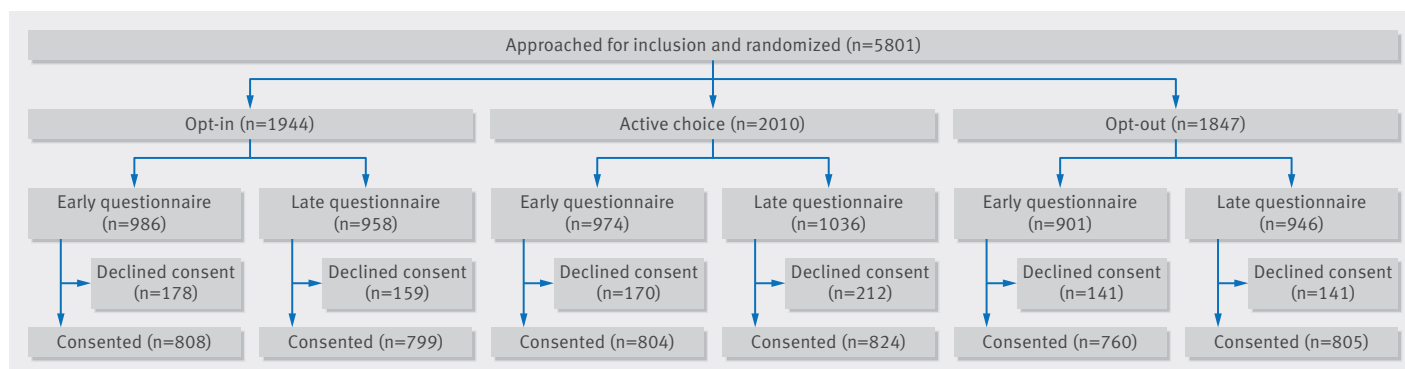 Approached for inclusion and randomized (n=5801)
Opt-in (n=1944)
Active choice (n=2010)
Opt-out (n=1847)
Early questionnaire
(n=986)
Late questionnaire
(n=958)
Early questionnaire
(n=974)
Late questionnaire
(n=1036)
Early questionnaire
(n=901)
Late questionnaire
(n=946)
Declined consent
(n=178)
Declined consent
(n=159)
Declined consent
(n=170)
Declined consent
(n=212)
Declined consent
(n=141)
Declined consent
(n=141)
Consented (n=808)
Consented (n=799)
Consented (n=804)
Consented (n=824)
Consented (n=760)
Consented (n=805)